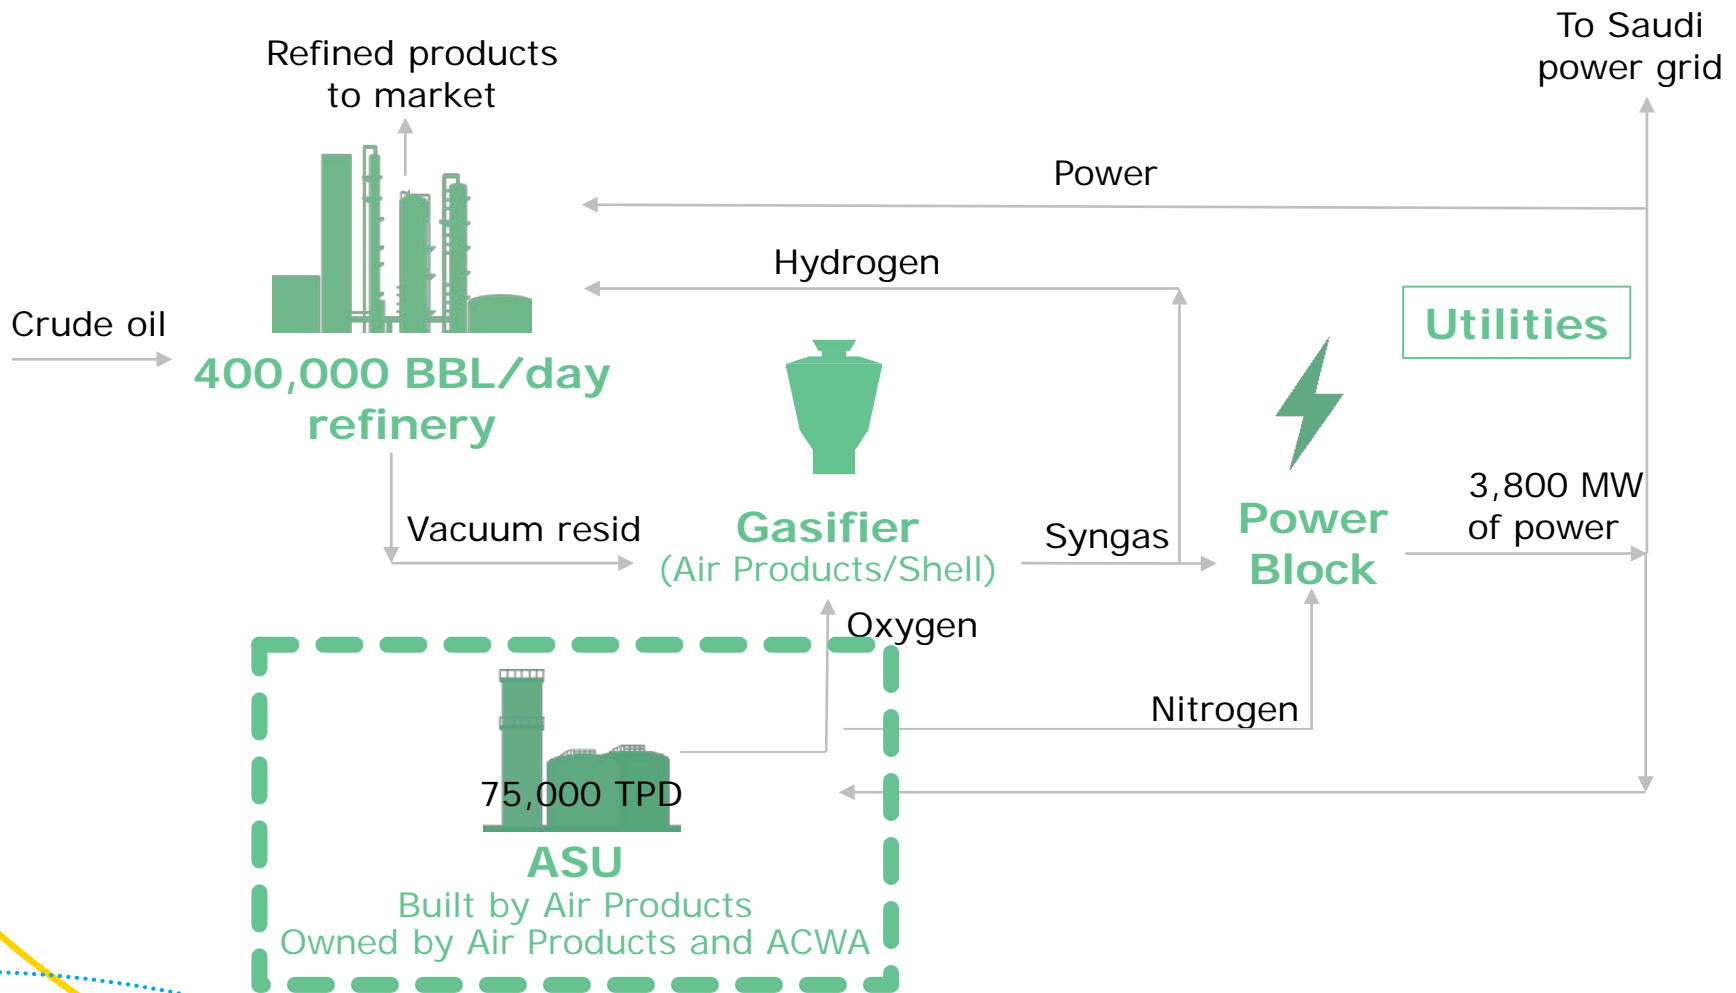 To Saudi
power grid
Refined products
to market
Power
Hydrogen
Utilities
Crude oil
400,000 BBL/day
refinery
3,800 MW
of power
Vacuum resid
Gasifier
(Air Products/Shell)
Syngas
Power
Block
Oxygen
Nitrogen
75,000 TPD
ASU
Built by Air Products
Owned by Air Products and ACWA